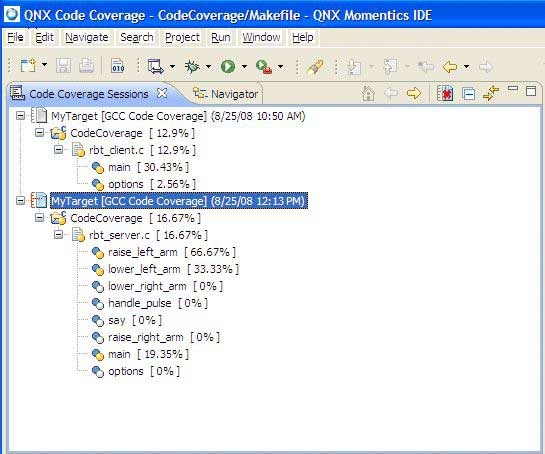 QNX Code Coverage - CodeCoverage/Makefile - QNX Momentics IDE
File Edit Navigate Search Project Run Window Help
Code Coverage Sessions Navigator
MyTarget [GCC Code Coverage] (8/25/08 10:50 AM)
CodeCoverage [ 12.9% ]
rbt_client.c [ 12.9% ]
main [ 30.43% ]
options [ 2.56% ]
MyTarget [GCC Code Coverage] (8/25/08 12:13 PM)
CodeCoverage [ 16.67% ]
rbt_server.c [ 16.67% ]
raise_left_arm [ 66.67% ]
lower_left_arm [ 33.33% ]
lower_right_arm [ 0% ]
handle_pulse [ 0% ]
say [ 0% ]
raise_right_arm [ 0% ]
main [ 19.35% ]
options [ 0% ]